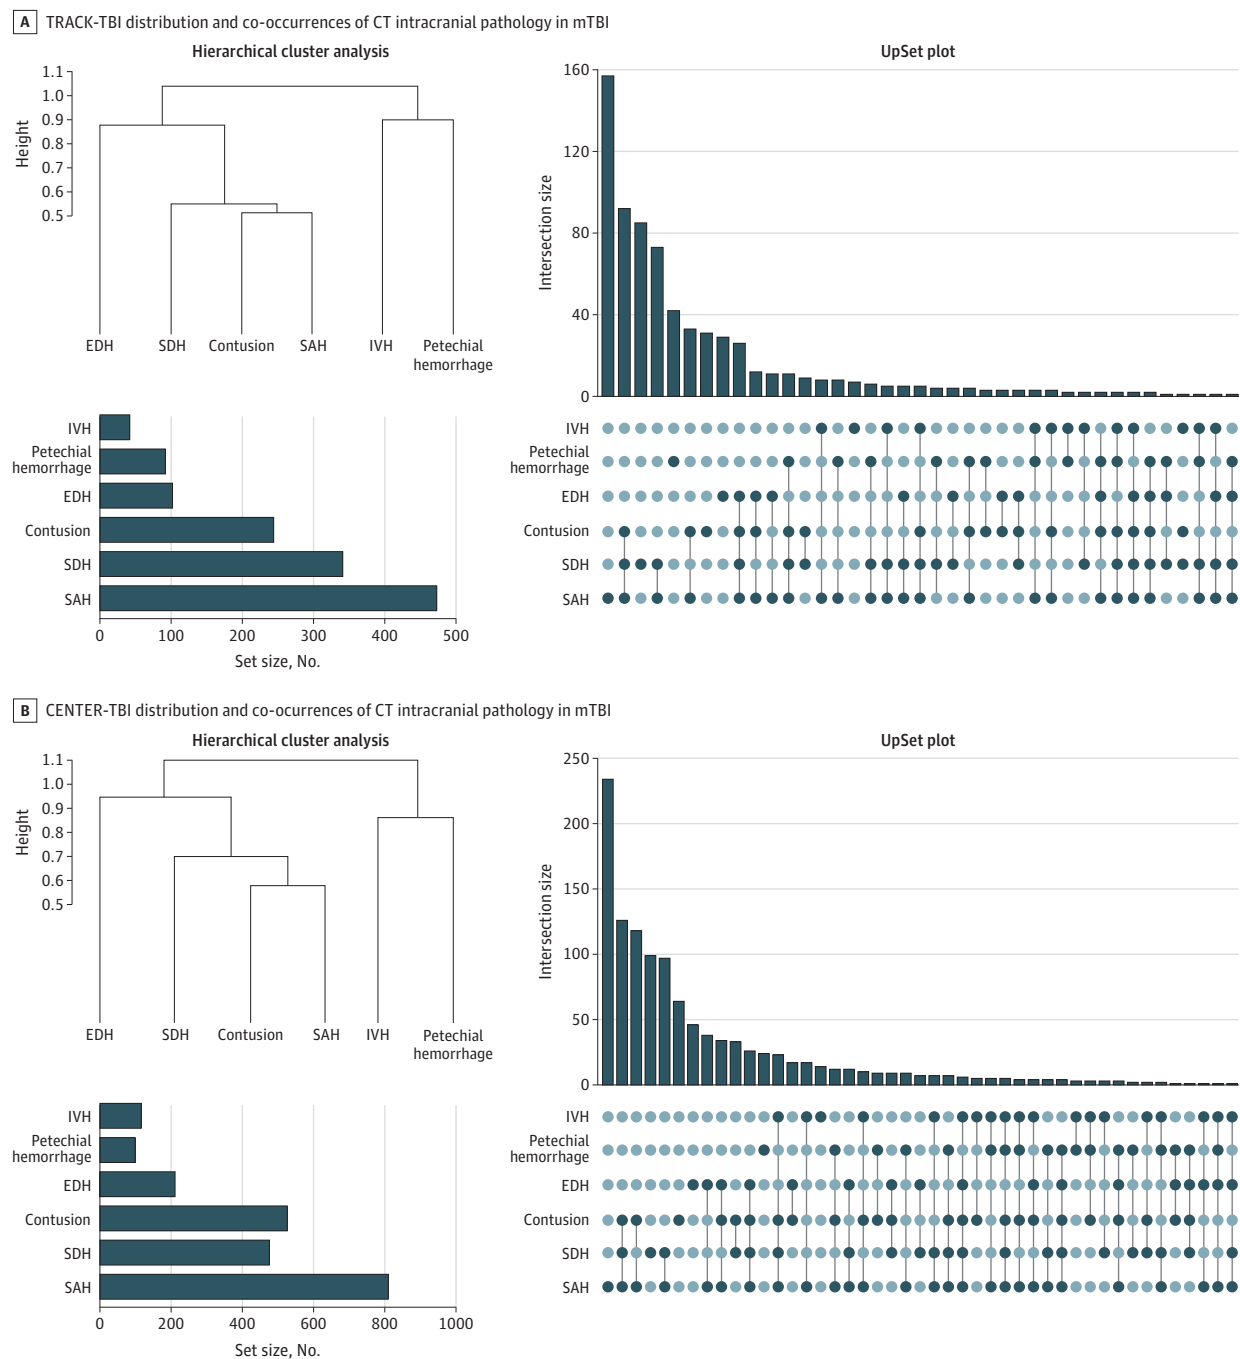 A TRACK-TBI distribution and co-occurrences of CT intracranial pathology in mTBI
Hierarchical cluster analysis
1.1
1.0
0.9
0.8
0.7
0.6
0.5
Height
EDH
SDH
Contusion
SAH
IVH
Petechial
hemorrhage
IVH
Petechial
hemorrhage
EDH
Contusion
SDH
SAH
0
100
200
300
400
500
Set size, No.
UpSet plot
160
120
80
40
0
Intersection size
IVH
Petechial
hemorrhage
EDH
Contusion
SDH
SAH
B CENTER-TBI distribution and co-ocurrences of CT intracranial pathology in mTBI
Hierarchical cluster analysis
1.1
1.0
0.9
0.8
0.7
0.6
0.5
Height
EDH
SDH
Contusion
SAH
IVH
Petechial
hemorrhage
IVH
Petechial
hemorrhage
EDH
Contusion
SDH
SAH
0
200
400
600
800
1000
Set size, No.
UpSet plot
250
200
150
100
50
0
Intersection size
IVH
Petechial
hemorrhage
EDH
Contusion
SDH
SAH